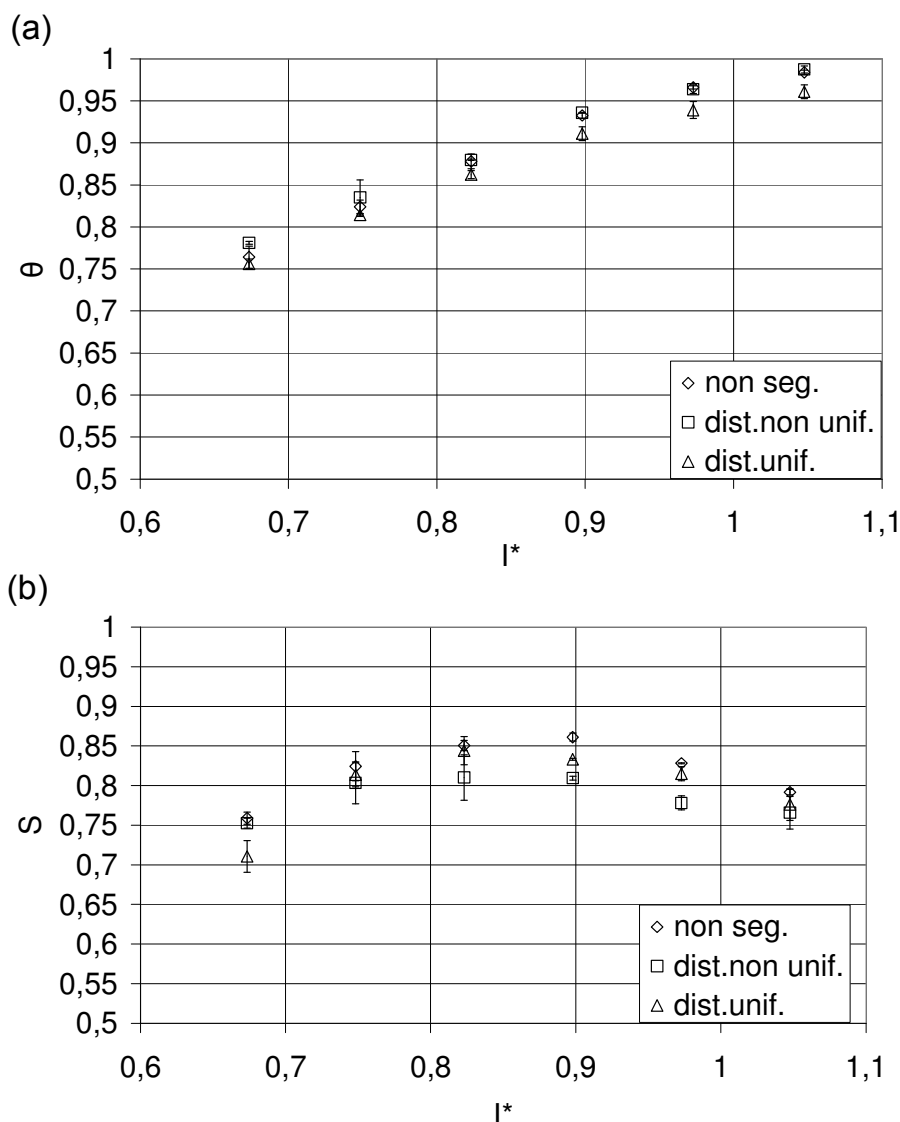 (a)
1
0,95
0,9
0,85
0,8
0,75
0,7
0,65
0,6
0,55
0,5
θ
0,6 0,7 0,8 0,9 1 1,1
I*
non seg.
dist.non unif.
dist.unif.
(b)
1
0,95
0,9
0,85
0,8
0,75
0,7
0,65
0,6
0,55
0,5
S
0,6 0,7 0,8 0,9 1 1,1
I*
non seg.
dist.non unif.
dist.unif.